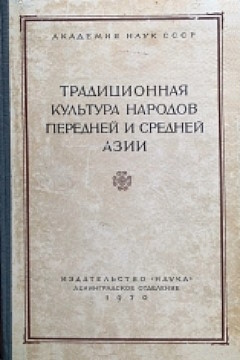 АКАДЕМИЯ НАУК СССР
ТРАДИЦИОННАЯ
КУЛЬТУРА НАРОДОВ
ПЕРЕДНЕЙ И СРЕДНЕЙ
АЗИИ
ИЗДАТЕЛЬСТВО «НАУКА»
ЛЕНИНГРАДСКОЕ ОТДЕЛЕНИЕ
1970